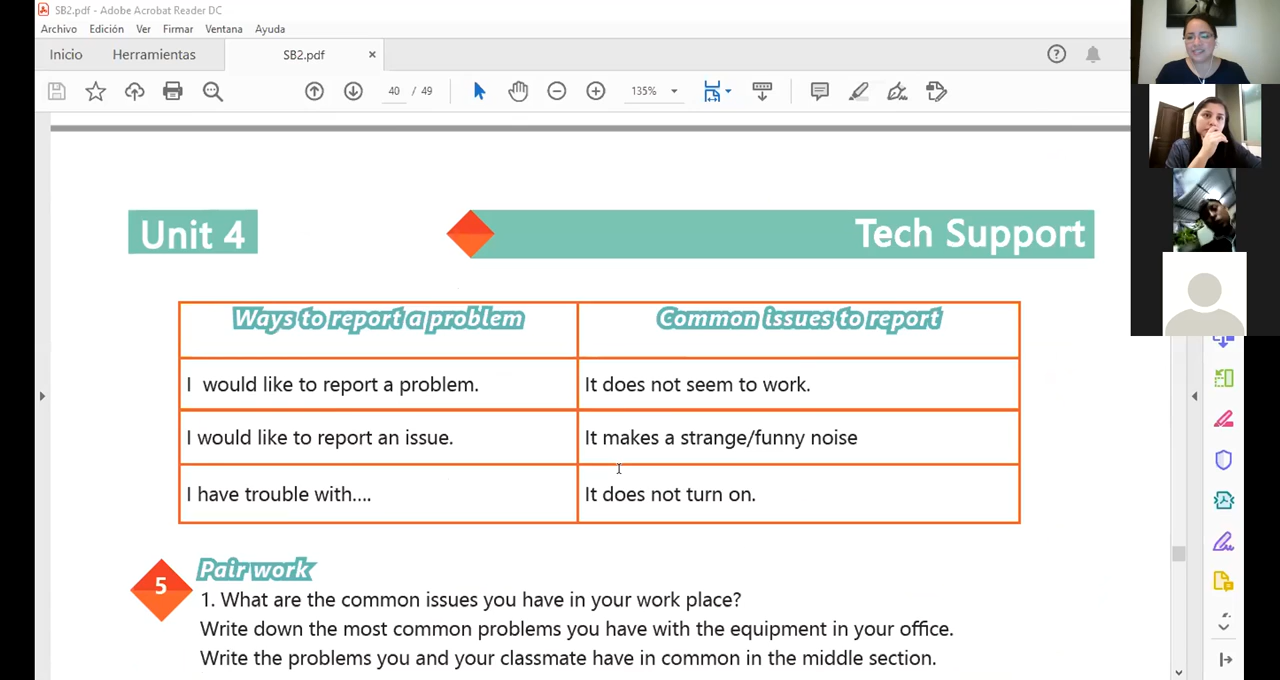 SB2.pdf - Adobe Acrobat Reader DC
Archivo Edición Ver Firmar Ventana Ayuda
Inicio Herramientas SB2.pdf ×
40 / 49 135%
Unit 4 Tech Support
Ways to report a problem Common issues to report
I would like to report a problem. It does not seem to work.
I would like to report an issue. It makes a strange/funny noise
I have trouble with.... It does not turn on.
5 Pair work
1. What are the common issues you have in your work place?
Write down the most common problems you have with the equipment in your office.
Write the problems you and your classmate have in common in the middle section.